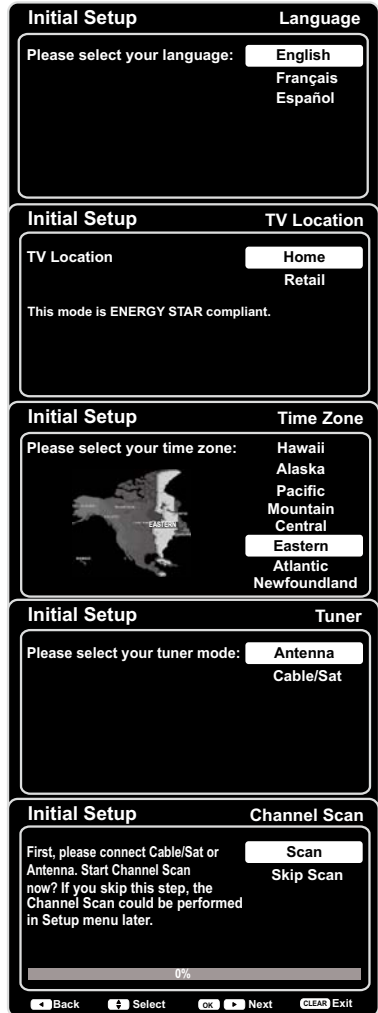 Initial Setup Language
Please select your language: English
Français
Español
Initial Setup TV Location
TV Location Home
Retail
This mode is ENERGY STAR compliant.
Initial Setup Time Zone
Please select your time zone: Hawaii
Alaska
Pacific
Mountain
Central
EASTERN
Eastern
Atlantic
Newfoundland
Initial Setup Tuner
Please select your tuner mode: Antenna
Cable/Sat
Initial Setup Channel Scan
First, please connect Cable/Sat or Scan
Antenna. Start Channel Scan
now? If you skip this step, the Skip Scan
Channel Scan could be performed
in Setup menu later.
0%
Back Select OK Next CLEAR Exit